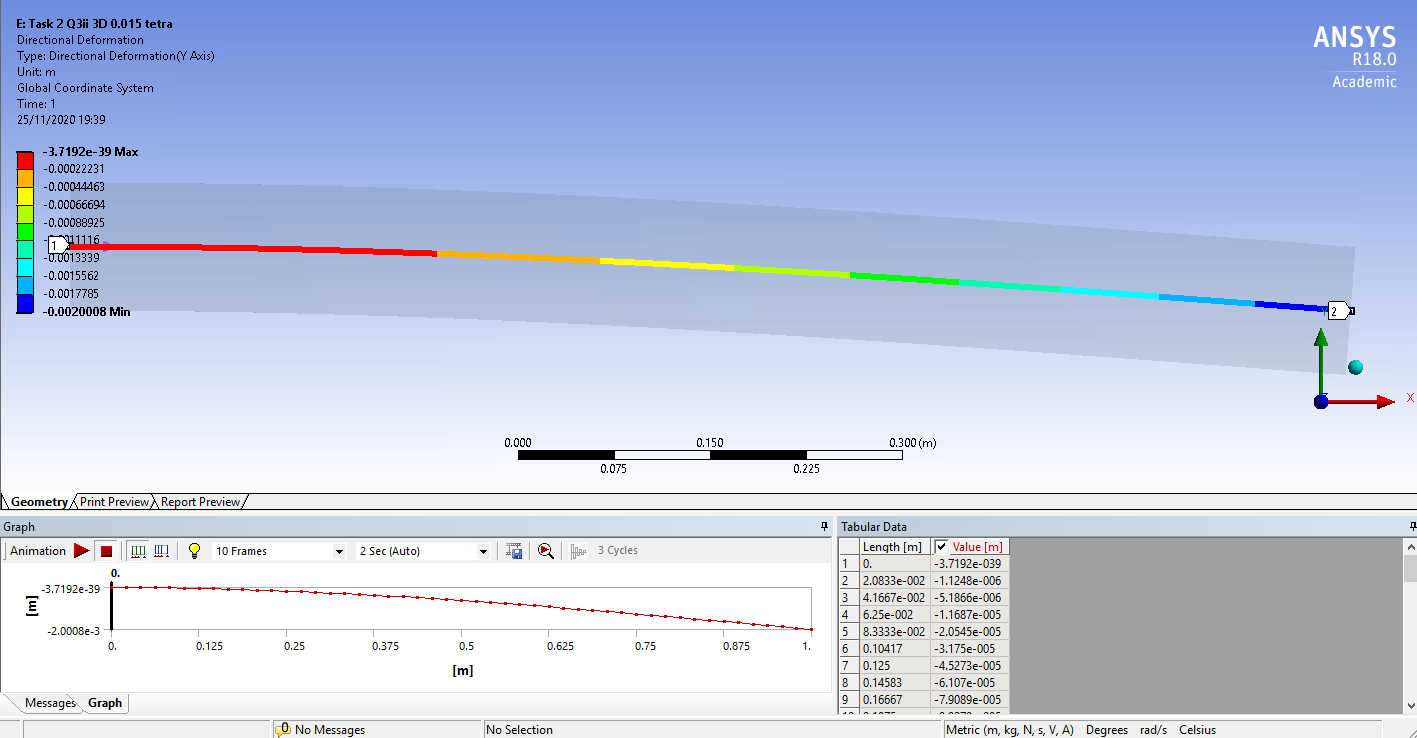 E: Task 2 Q3ii 3D 0.015 tetra
Directional Deformation
Type: Directional Deformation(Y Axis)
Unit: m
Global Coordinate System
Time: 1
25/11/2020 19:39
ANSYS
R18.0
Academic
-3.7192e-39 Max
-0.00022231
-0.00044463
-0.00066694
-0.00088925
-0.0013339
-0.0015562
-0.0017785
-0.0020008 Min
1
2
X
0.000
0.150
0.300 (m)
0.075
0.225
Geometry Print Preview Report Preview
Graph
Animation
10 Frames
2 Sec (Auto)
3 Cycles
0.
-3.7192e-39
[m]
-2.0008e-3
0. 0.125 0.25 0.375 0.5 0.625 0.75 0.875 1.
[m]
Messages Graph
Tabular Data
Length [m] Value [m]
1 0. -3.7192e-039
2 2.0833e-002 -1.1248e-006
3 4.1667e-002 -5.1866e-006
4 6.25e-002 -1.1687e-005
5 8.3333e-002 -2.0545e-005
6 0.10417 -3.175e-005
7 0.125 -4.5273e-005
8 0.14583 -6.107e-005
9 0.16667 -7.9089e-005
No Messages
No Selection
Metric (m, kg, N, s, V, A) Degrees rad/s Celsius